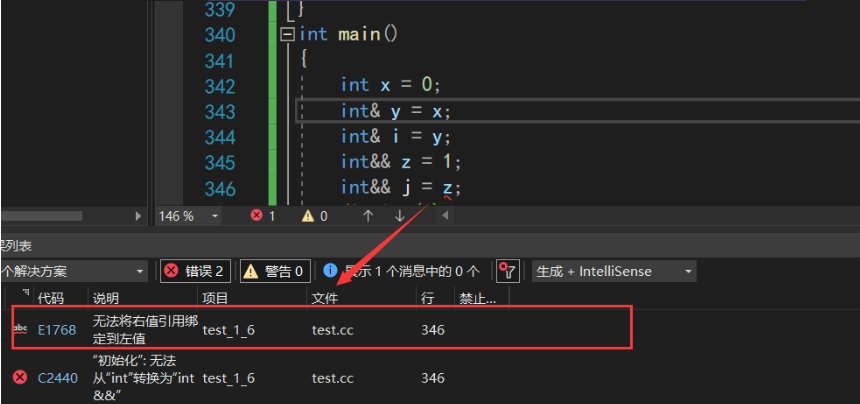 339
}
340
int main()
341
{
342
int x = 0;
343
int& y = x;
344
int& i = y;
345
int&& z = 1;
346
int&& j = z;
146 %
1
0
列表
个解决方案
错误 2
警告 0
展示 1 个消息中的 0 个
生成 + IntelliSense
代码
说明
项目
文件
行
禁止...
abc
E1768
无法将右值引用绑
定到左值
test_1_6
test.cc
346
C2440
“初始化”: 无法
从“int”转换为“int
&&”
test_1_6
test.cc
346